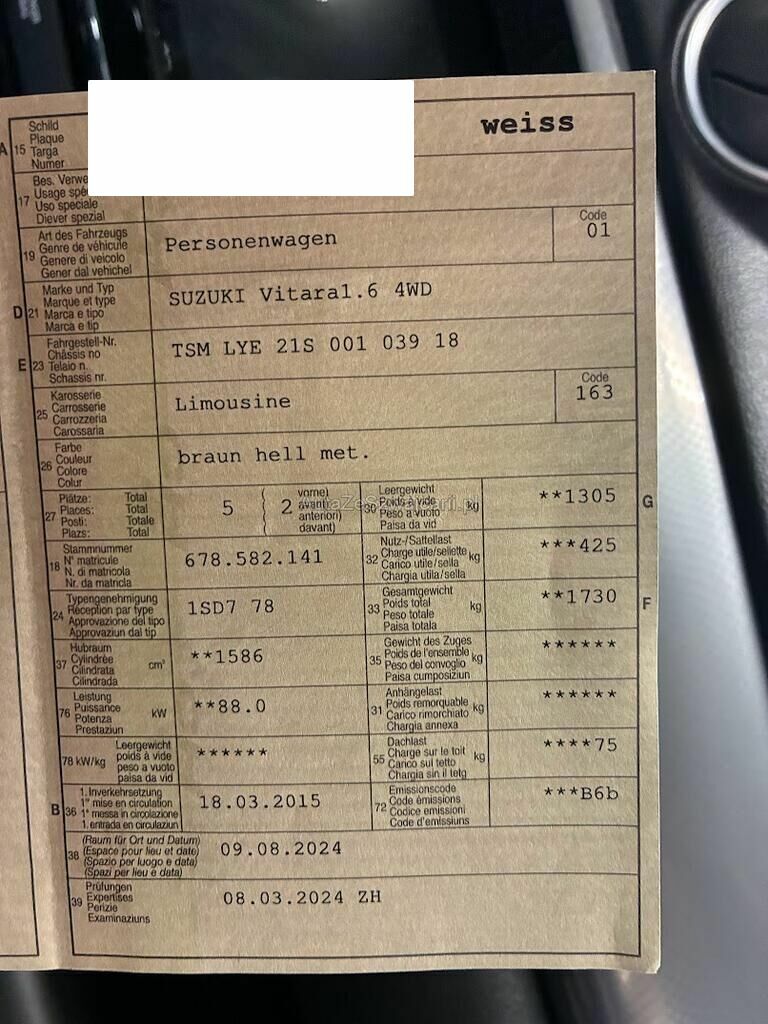 weiss
A 15 Schild
Plaque
Targa
Numer
17 Bes. Verwe
Usage spé
Uso speciale
Diever spezial
19 Art des Fahrzeugs
Genre de véhicule
Genere di veicolo
Gener dal vehichel
Personenwagen
Code
01
D 21 Marke und Typ
Marque et type
Marca e tipo
Marca e tip
SUZUKI Vitara1.6 4WD
E 23 Fahrgestell-Nr.
Châssis no
Telaio n.
Schassis nr.
TSM LYE 21S 001 039 18
25 Karosserie
Carrosserie
Carrozzeria
Carossaria
Limousine
Code
163
26 Farbe
Couleur
Colore
Colur
braun hell met.
27 Plätze: Total
Places: Total
Posti: Totale
Plazs: Total
5 ( 2 vorne)
avant)
anteriori)
davant)
30 Leergewicht
Poids à vide
Peso a vuoto
Paisa da vid
kg
**1305
G
18 Stammnummer
N° matricule
N. di matricola
Nr. da matricla
678.582.141
32 Nutz-/Sattellast
Charge utile/sellette
Carico utile/sella
Chargia utila/sella
kg
***425
24 Typengenehmigung
Réception par type
Approvazione del tipo
Approvaziun dal tip
1SD7 78
33 Gesamtgewicht
Poids total
Peso totale
Paisa totala
kg
**1730
F
37 Hubraum
Cylindrée
Cilindrata
Cilindrada
cm³
**1586
35 Gewicht des Zuges
Poids de l'ensemble
Peso del convoglio
Paisa cumposiziun
kg
******
76 Leistung
Puissance
Potenza
Prestaziun
kW
**88.0
31 Anhängelast
Poids remorquable
Carico rimorchiato
Chargia annexa
kg
******
78 kW/kg Leergewicht
poids à vide
peso a vuoto
paisa da vid
******
55 Dachlast
Charge sur le toit
Carico sul tetto
Chargia sin il tetg
kg
****75
B 36 1. Inverkehrsetzung
1re mise en circulation
1a messa in circolazione
1. entrada en circulaziun
18.03.2015
72 Emissionscode
Code émissions
Codice emissioni
Code d'emissiuns
***B6b
38 (Raum für Ort und Datum)
(Espace pour lieu et date)
(Spazio per luogo e data)
(Spazi per lieu e data)
09.08.2024
39 Prüfungen
Expertises
Perizie
Examinaziuns
08.03.2024 ZH